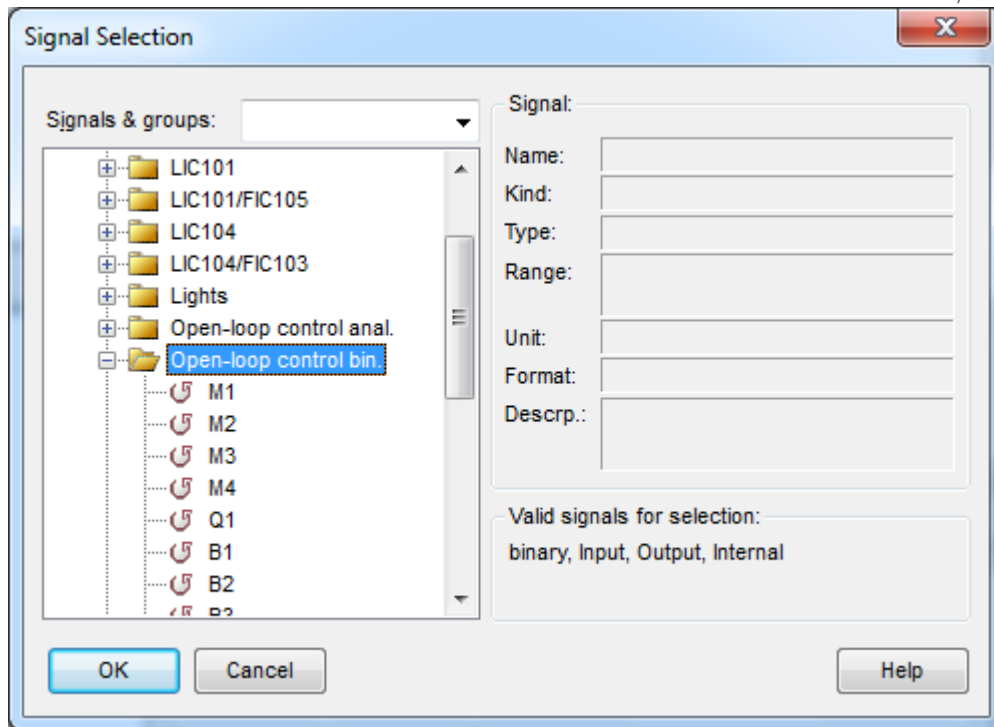 Signal Selection
Signals & groups:
LIC101
LIC101/FIC105
LIC104
LIC104/FIC103
Lights
Open-loop control anal.
Open-loop control bin.
M1
M2
M3
M4
Q1
B1
B2
Signal:
Name:
Kind:
Type:
Range:
Unit:
Format:
Descrp.:
Valid signals for selection:
binary, Input, Output, Internal
OK
Cancel
Help